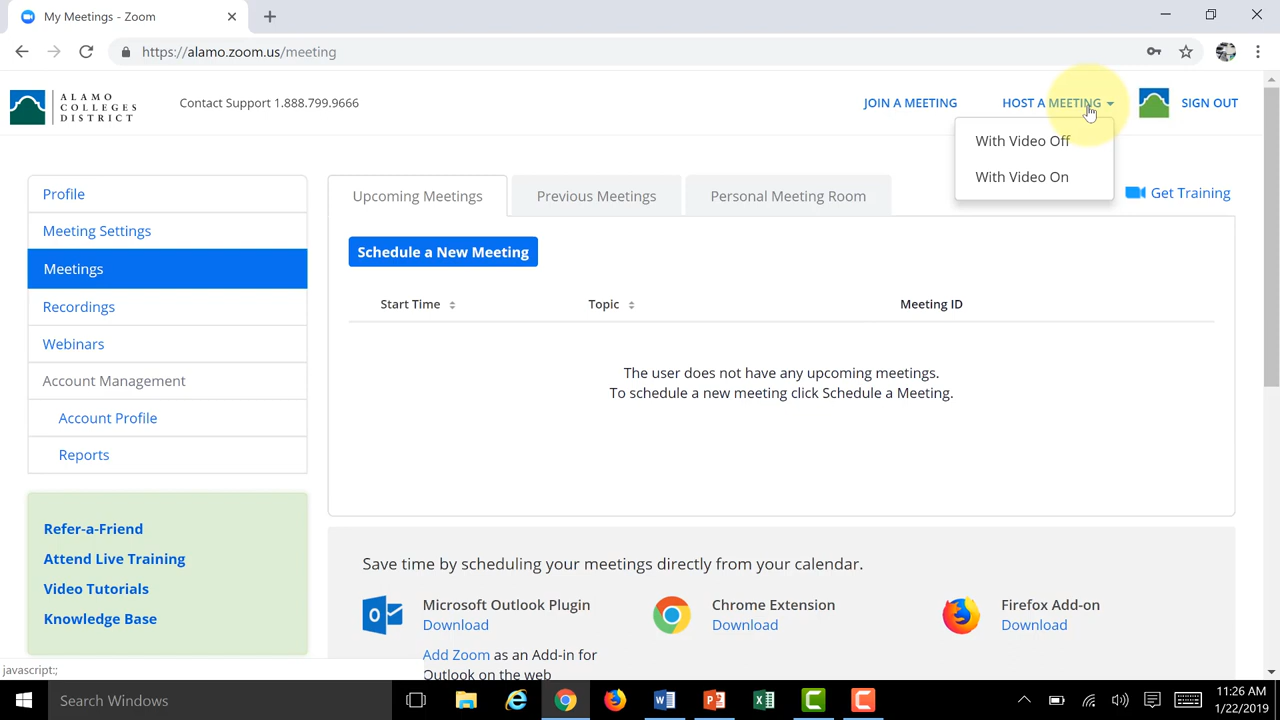 My Meetings - Zoom
https://alamo.zoom.us/meeting
ALAMO
COLLEGES
DISTRICT
Contact Support 1.888.799.9666
JOIN A MEETING
HOST A MEETING
SIGN OUT
With Video Off
With Video On
Profile
Meeting Settings
Meetings
Recordings
Webinars
Account Management
Account Profile
Reports
Upcoming Meetings
Previous Meetings
Personal Meeting Room
Get Training
Schedule a New Meeting
Start Time
Topic
Meeting ID
The user does not have any upcoming meetings.
To schedule a new meeting click Schedule a Meeting.
Refer-a-Friend
Attend Live Training
Video Tutorials
Knowledge Base
Save time by scheduling your meetings directly from your calendar.
Microsoft Outlook Plugin
Download
Add Zoom as an Add-in for
Outlook on the web
Chrome Extension
Download
Firefox Add-on
Download
javascript:;
Search Windows
11:26 AM
1/22/2019